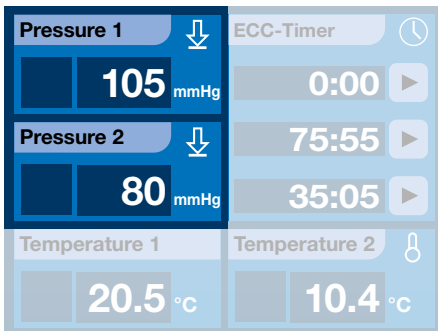 Pressure 1
105 mmHg
Pressure 2
80 mmHg
ECC-Timer
0:00
75:55
35:05
Temperature 1
20.5 °C
Temperature 2
10.4 °C